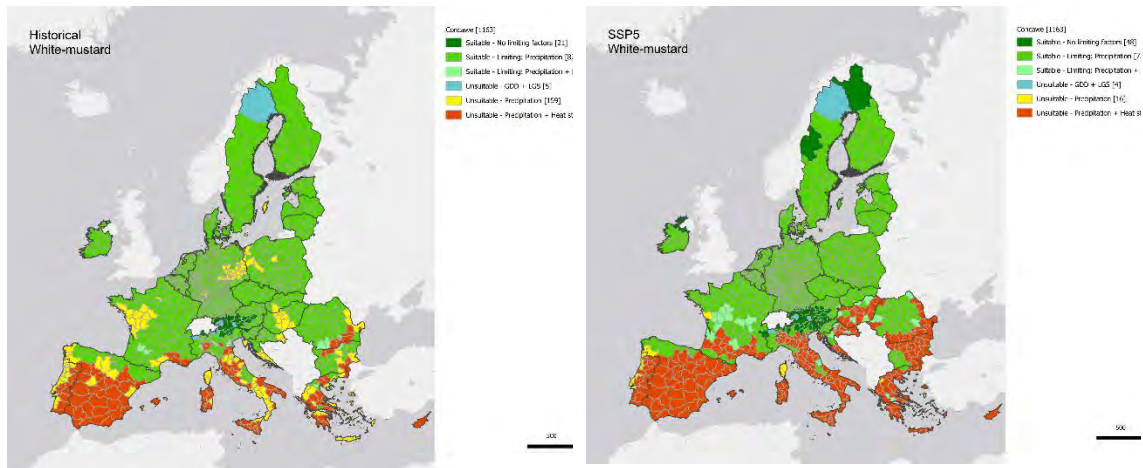 Historical
White-mustard
Concawe [1163]
Suitable - No limiting factors [21]
Suitable - Limiting: Precipitation [8
Suitable - Limiting: Precipitation +
Unsuitable - GDD + LGS [5]
Unsuitable - Precipitation [159]
Unsuitable - Precipitation + Heat st
500
SSP5
White-mustard
Concawe [1163]
Suitable - No limiting factors [48]
Suitable - Limiting: Precipitation [7
Suitable - Limiting: Precipitation +
Unsuitable - GDD + LGS [4]
Unsuitable - Precipitation [16]
Unsuitable - Precipitation + Heat st
500